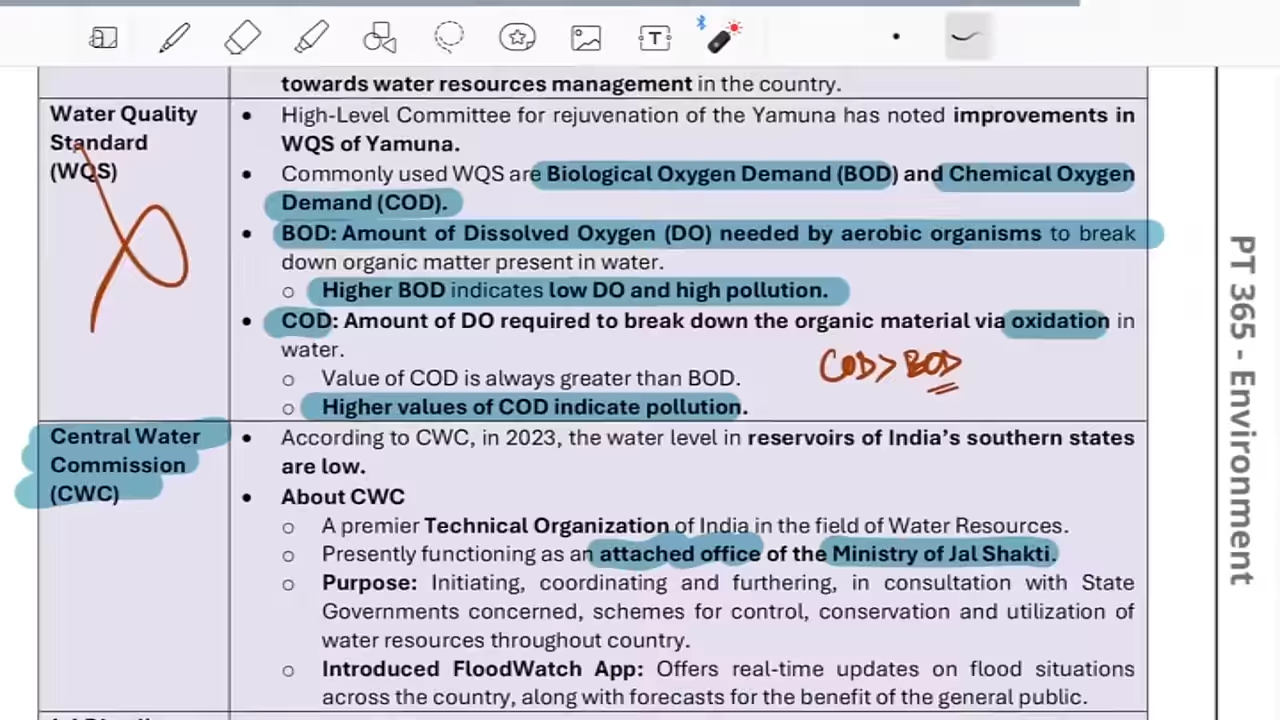 towards water resources management in the country.
Water Quality
Standard
(WQS)
• High-Level Committee for rejuvenation of the Yamuna has noted improvements in
WQS of Yamuna.
• Commonly used WQS are Biological Oxygen Demand (BOD) and Chemical Oxygen
Demand (COD).
• BOD: Amount of Dissolved Oxygen (DO) needed by aerobic organisms to break
down organic matter present in water.
o Higher BOD indicates low DO and high pollution.
• COD: Amount of DO required to break down the organic material via oxidation in
water.
COD > BOD
o Value of COD is always greater than BOD.
o Higher values of COD indicate pollution.
Central Water
Commission
(CWC)
• According to CWC, in 2023, the water level in reservoirs of India's southern states
are low.
• About CWC
o A premier Technical Organization of India in the field of Water Resources.
o Presently functioning as an attached office of the Ministry of Jal Shakti.
o Purpose: Initiating, coordinating and furthering, in consultation with State
Governments concerned, schemes for control, conservation and utilization of
water resources throughout country.
o Introduced FloodWatch App: Offers real-time updates on flood situations
across the country, along with forecasts for the benefit of the general public.
PT 365 - Environment